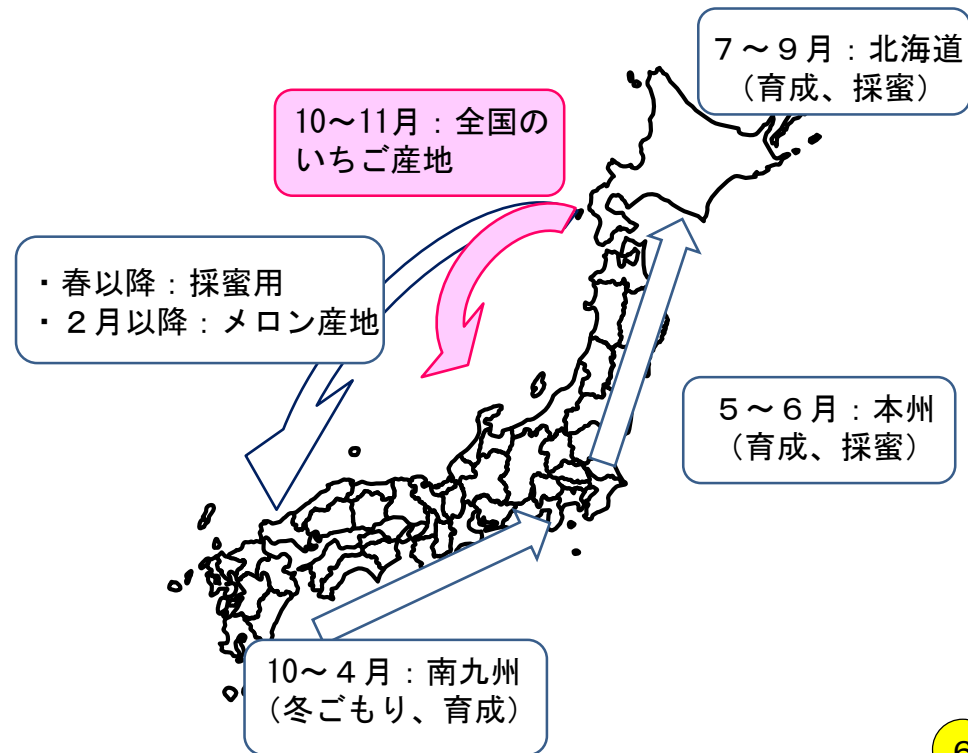 ７～９月：北海道
（育成、採蜜）
10～11月：全国の
いちご産地
・春以降：採蜜用
・２月以降：メロン産地
５～６月：本州
（育成、採蜜）
10～４月：南九州
（冬ごもり、育成）
6